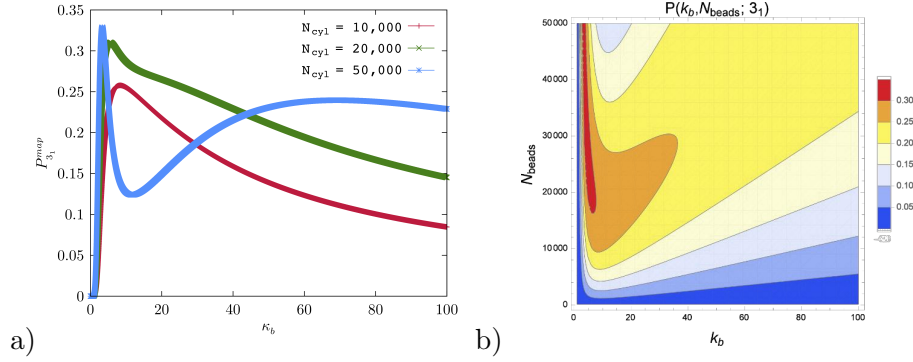 0.35
0.3
0.25
0.2
0.15
0.1
0.05
0
P^{map}_{3_1}
0 20 40 60 80 100
κ_b
N_cyl = 10,000
N_cyl = 20,000
N_cyl = 50,000
a)
P(k_b,N_beads; 3_1)
50000
40000
30000
20000
10000
0
N_beads
0 20 40 60 80 100
k_b
0.30
0.25
0.20
0.15
0.10
0.05
b)